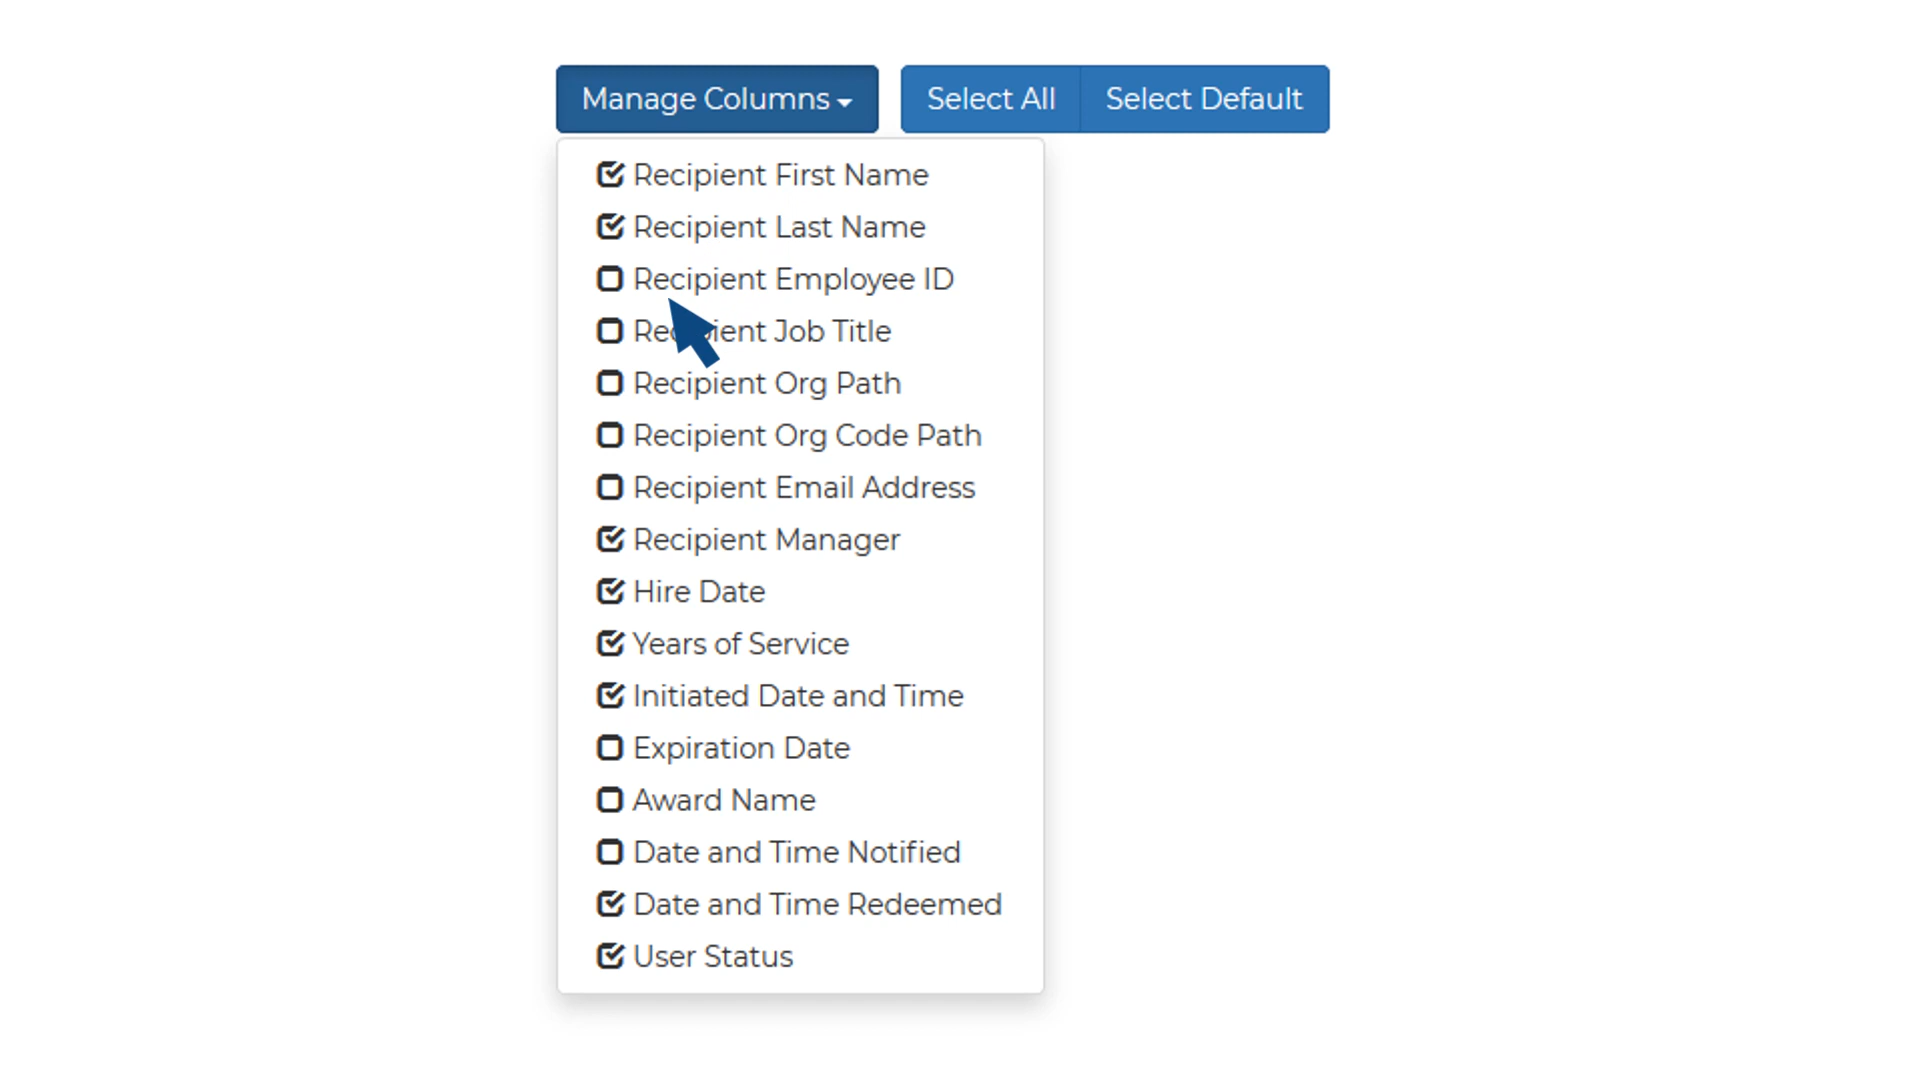 Manage Columns
Select All
Select Default
Recipient First Name
Recipient Last Name
Recipient Employee ID
Recipient Job Title
Recipient Org Path
Recipient Org Code Path
Recipient Email Address
Recipient Manager
Hire Date
Years of Service
Initiated Date and Time
Expiration Date
Award Name
Date and Time Notified
Date and Time Redeemed
User Status